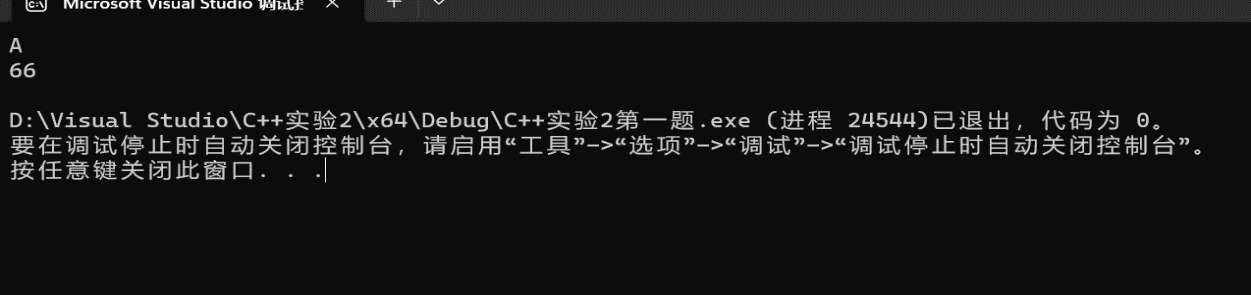 Microsoft Visual Studio 调试控
A
66
D:\Visual Studio\C++实验2\x64\Debug\C++实验2第一题.exe (进程 24544)已退出，代码为 0。
要在调试停止时自动关闭控制台，请启用“工具”->“选项”->“调试”->“调试停止时自动关闭控制台”。
按任意键关闭此窗口. . .